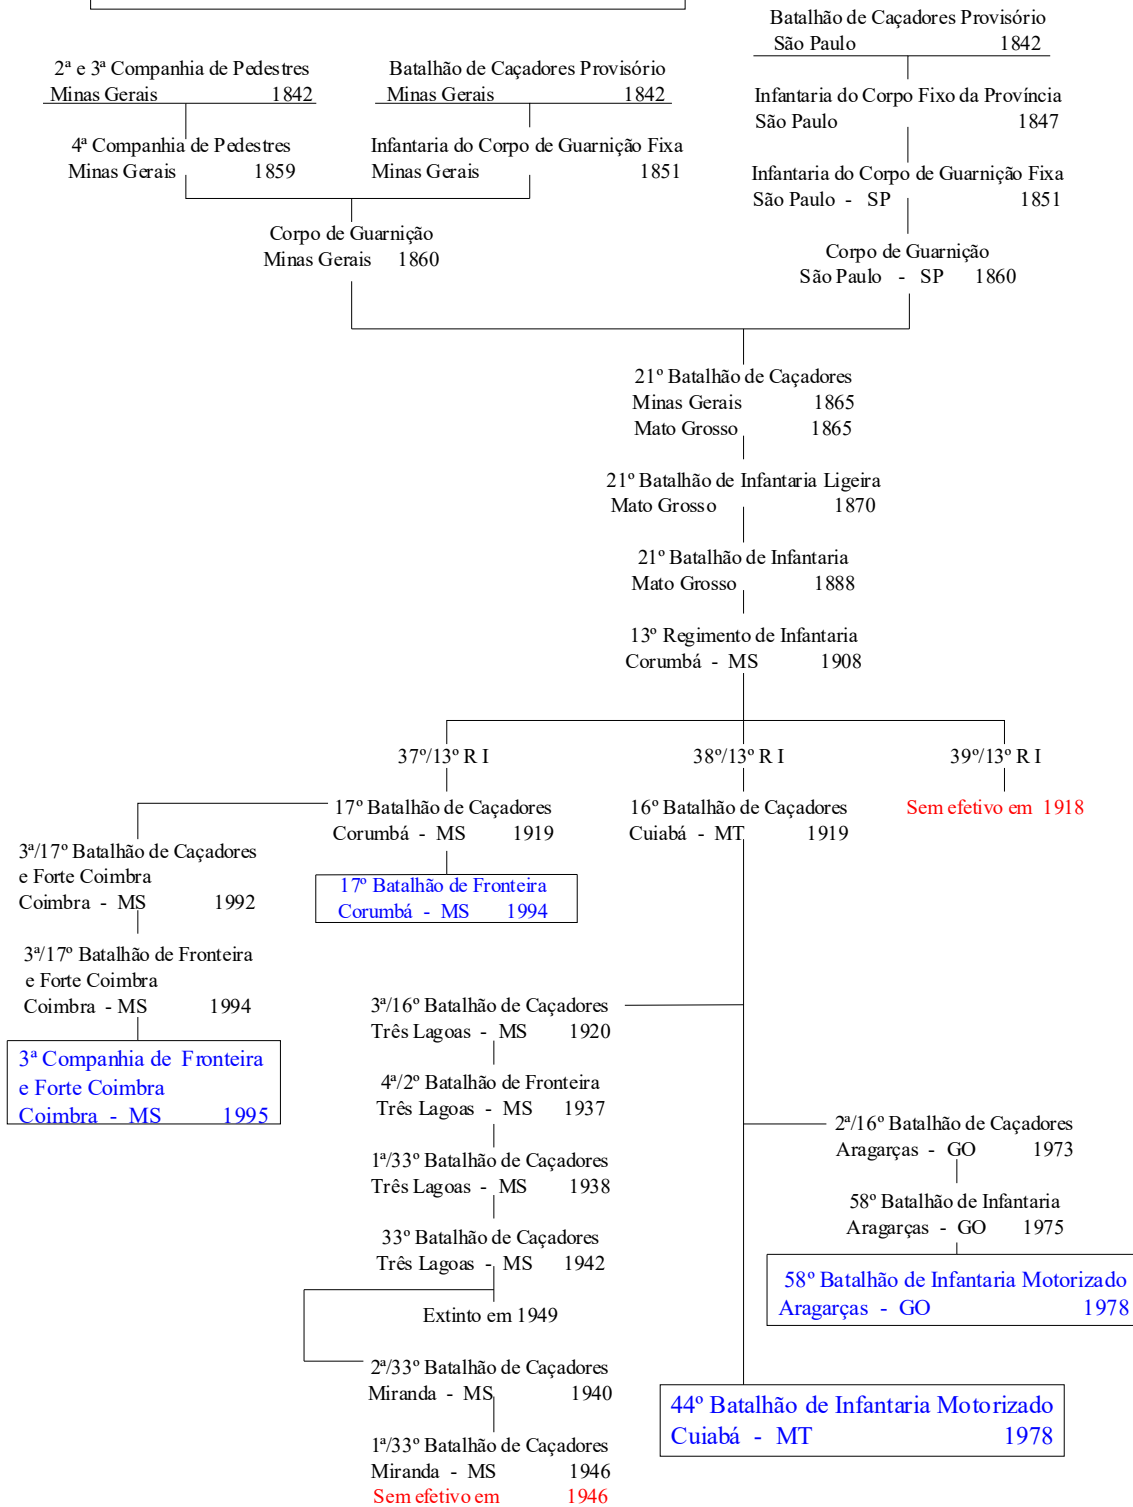 Batalhão de Caçadores Provisório
São Paulo 1842
2ª e 3ª Companhia de Pedestres
Minas Gerais 1842
Batalhão de Caçadores Provisório
Minas Gerais 1842
Infantaria do Corpo Fixo da Província
São Paulo 1847
4ª Companhia de Pedestres
Minas Gerais 1859
Infantaria do Corpo de Guarnição Fixa
Minas Gerais 1851
Infantaria do Corpo de Guarnição Fixa
São Paulo - SP 1851
Corpo de Guarnição
Minas Gerais 1860
Corpo de Guarnição
São Paulo - SP 1860
21º Batalhão de Caçadores
Minas Gerais 1865
Mato Grosso 1865
21º Batalhão de Infantaria Ligeira
Mato Grosso 1870
21º Batalhão de Infantaria
Mato Grosso 1888
13º Regimento de Infantaria
Corumbá - MS 1908
37º/13º R I
38º/13º R I
39º/13º R I
17º Batalhão de Caçadores
Corumbá - MS 1919
16º Batalhão de Caçadores
Cuiabá - MT 1919
Sem efetivo em 1918
3ª/17º Batalhão de Caçadores
e Forte Coimbra
Coimbra - MS 1992
17º Batalhão de Fronteira
Corumbá - MS 1994
3ª/17º Batalhão de Fronteira
e Forte Coimbra
Coimbra - MS 1994
3ª Companhia de Fronteira
e Forte Coimbra
Coimbra - MS 1995
3ª/16º Batalhão de Caçadores
Três Lagoas - MS 1920
4ª/2º Batalhão de Fronteira
Três Lagoas - MS 1937
1ª/33º Batalhão de Caçadores
Três Lagoas - MS 1938
33º Batalhão de Caçadores
Três Lagoas - MS 1942
Extinto em 1949
2ª/33º Batalhão de Caçadores
Miranda - MS 1940
1ª/33º Batalhão de Caçadores
Miranda - MS 1946
Sem efetivo em 1946
2ª/16º Batalhão de Caçadores
Aragarças - GO 1973
58º Batalhão de Infantaria
Aragarças - GO 1975
58º Batalhão de Infantaria Motorizado
Aragarças - GO 1978
44º Batalhão de Infantaria Motorizado
Cuiabá - MT 1978